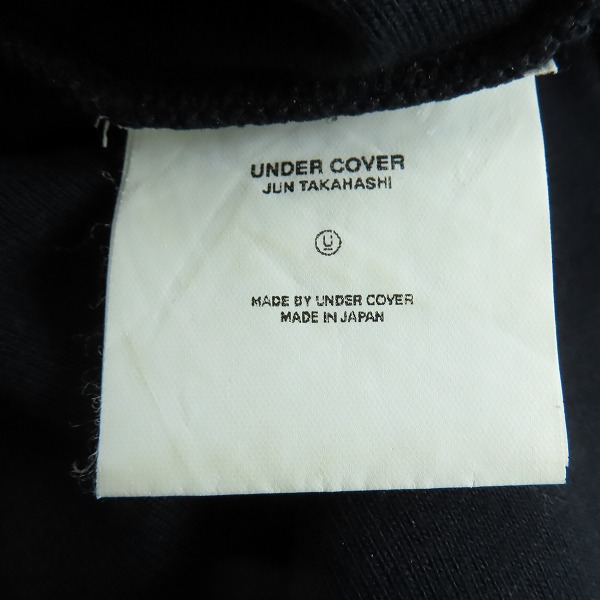 UNDER COVER
JUN TAKAHASHI
U
MADE BY UNDER COVER
MADE IN JAPAN